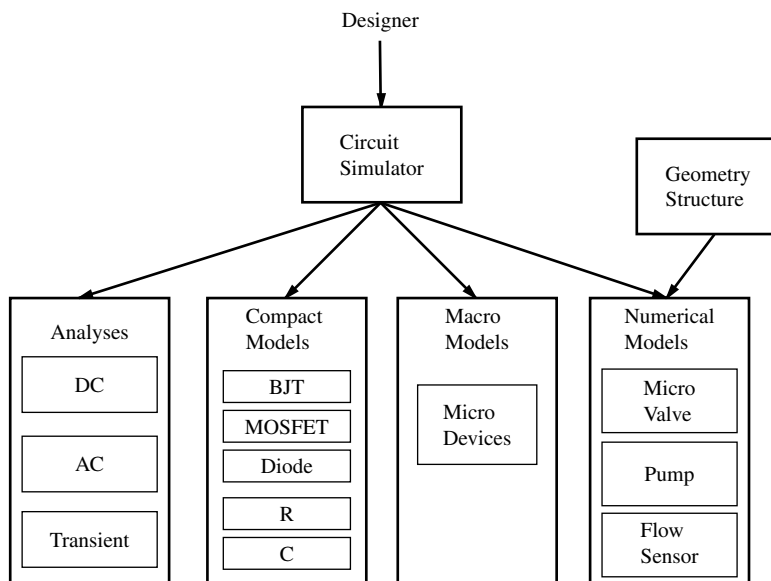 Designer
Circuit
Simulator
Geometry
Structure
Analyses
DC
AC
Transient
Compact
Models
BJT
MOSFET
Diode
R
C
Macro
Models
Micro
Devices
Numerical
Models
Micro
Valve
Pump
Flow
Sensor